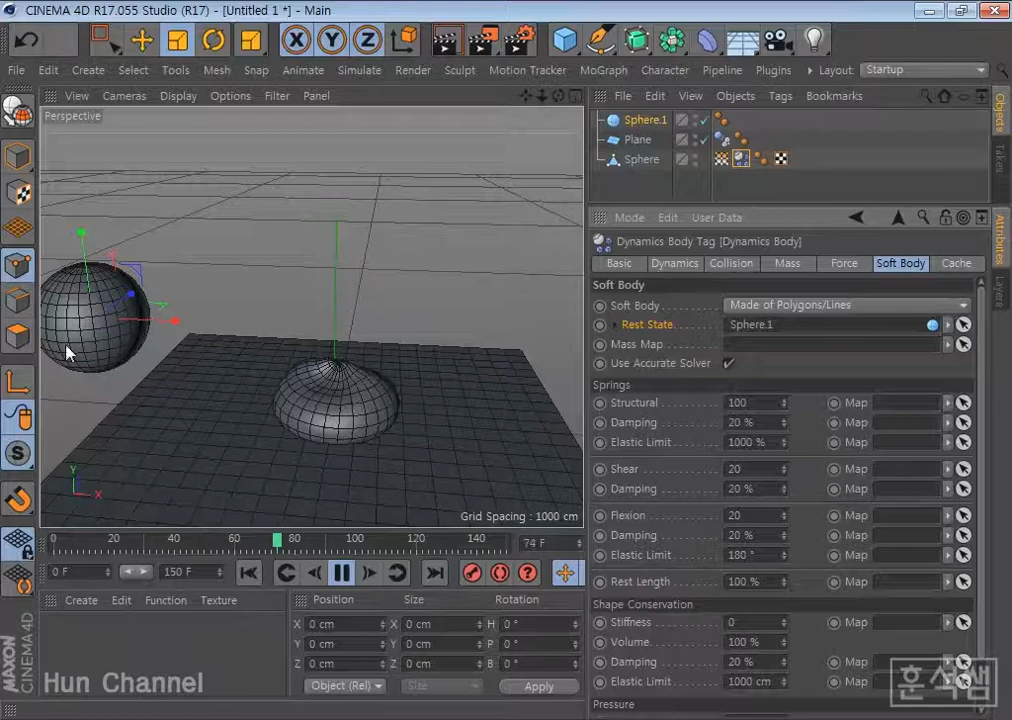 CINEMA 4D R17.055 Studio (R17) - [Untitled 1 *] - Main
X Y Z
File Edit Create Select Tools Mesh Snap Animate Simulate Render Sculpt Motion Tracker MoGraph Character Pipeline Plugins Layout: Startup
View Cameras Display Options Filter Panel
File Edit View Objects Tags Bookmarks
Perspective
Sphere.1
Plane
Sphere
Objects
Takes
Attributes
Layers
Mode Edit User Data
Dynamics Body Tag [Dynamics Body]
Basic Dynamics Collision Mass Force Soft Body Cache
Soft Body
Soft Body Made of Polygons/Lines
Rest State Sphere.1
Mass Map
Use Accurate Solver
Springs
Structural 100 Map
Damping 20 % Map
Elastic Limit 1000 % Map
Shear 20 Map
Damping 20 % Map
Flexion 20 Map
Damping 20 % Map
Elastic Limit 180 ° Map
Rest Length 100 % Map
Shape Conservation
Stiffness 0 Map
Volume 100 %
Damping 20 % Map
Elastic Limit 1000 cm Map
Pressure
Y
X
Grid Spacing : 1000 cm
0 20 40 60 80 100 120 140 74 F
0 F 150 F
Create Edit Function Texture
Position Size Rotation
X 0 cm X 0 cm H 0 °
Y 0 cm Y 0 cm P 0 °
Z 0 cm Z 0 cm B 0 °
Object (Rel) Size Apply
MAXON CINEMA 4D
Hun Channel
훈석쌤